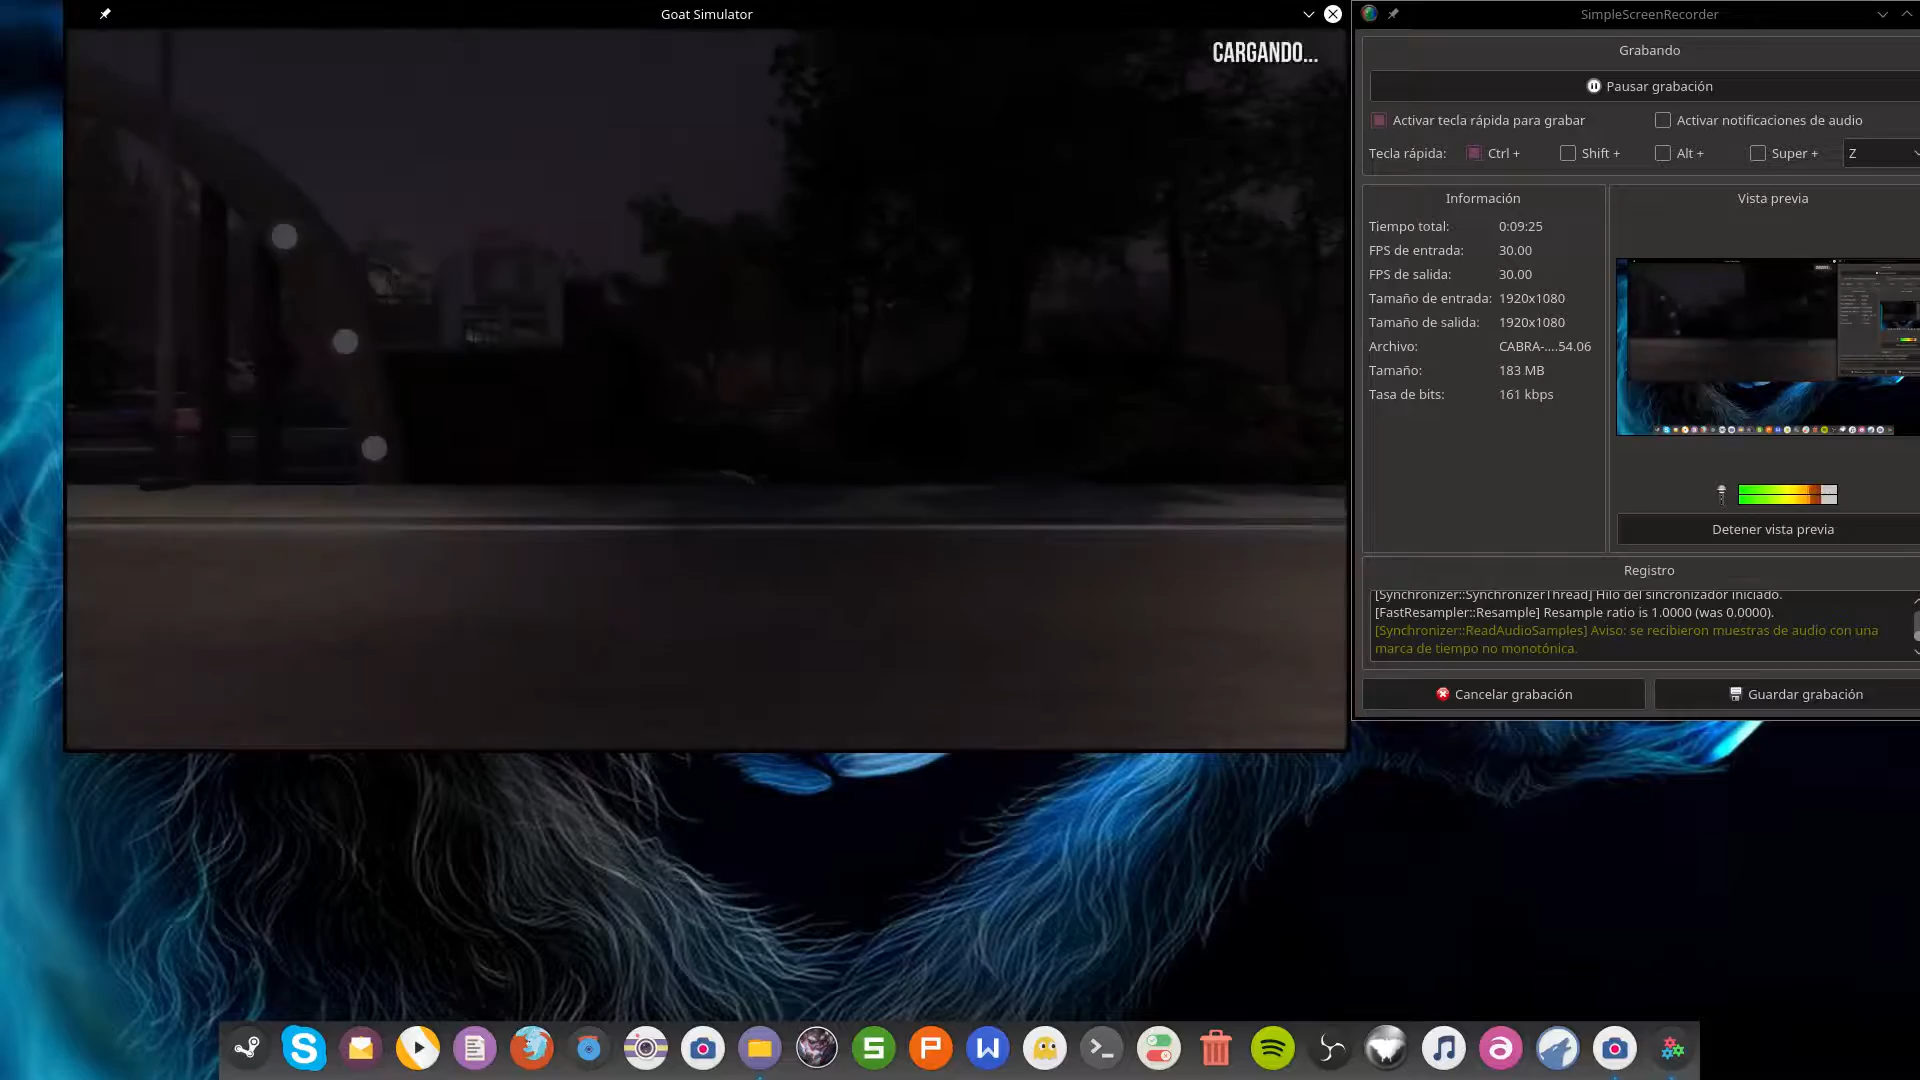 Goat Simulator
CARGANDO...
SimpleScreenRecorder
Grabando
Pausar grabación
Activar tecla rápida para grabar
Activar notificaciones de audio
Tecla rápida: Ctrl + Shift + Alt + Super + Z
Información
Tiempo total: 0:09:25
FPS de entrada: 30.00
FPS de salida: 30.00
Tamaño de entrada: 1920x1080
Tamaño de salida: 1920x1080
Archivo: CABRA-....54.06
Tamaño: 183 MB
Tasa de bits: 161 kbps
Vista previa
Detener vista previa
Registro
[Synchronizer::SynchronizerThread] Hilo del sincronizador iniciado.
[FastResampler::Resample] Resample ratio is 1.0000 (was 0.0000).
[Synchronizer::ReadAudioSamples] Aviso: se recibieron muestras de audio con una
marca de tiempo no monotónica.
Cancelar grabación
Guardar grabación
S
S
P
W
a